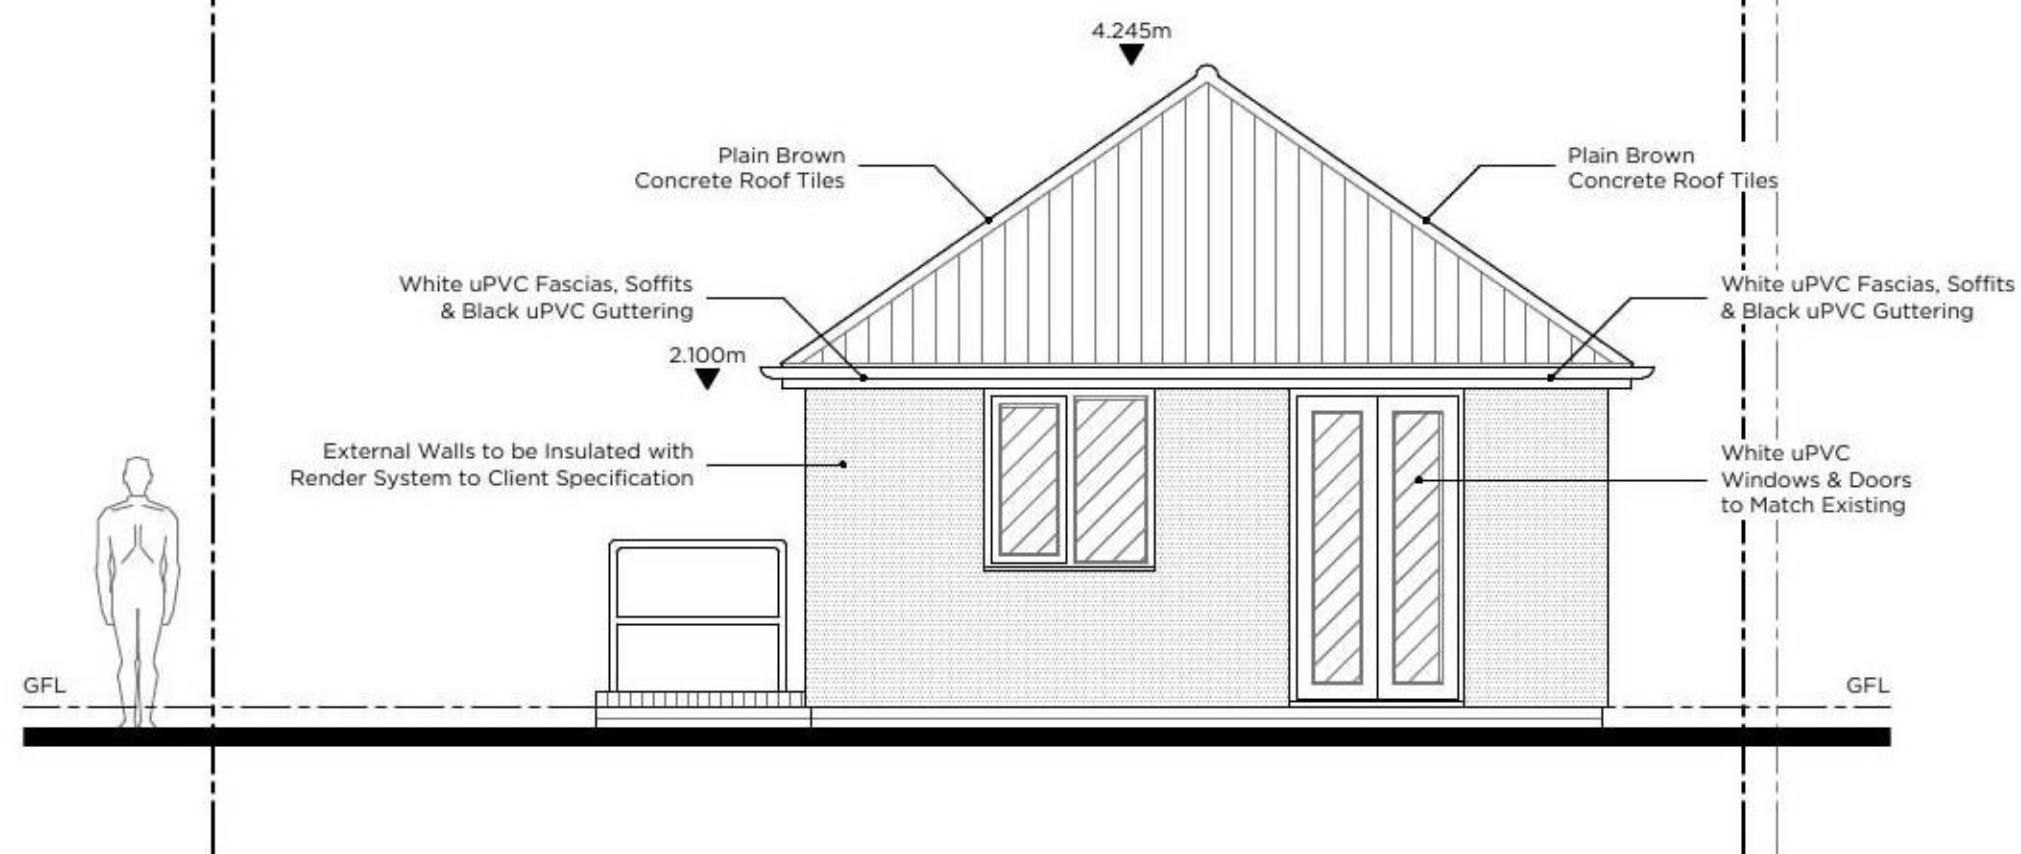 4.245m
Plain Brown
Concrete Roof Tiles
Plain Brown
Concrete Roof Tiles
White uPVC Fascias, Soffits
& Black uPVC Guttering
White uPVC Fascias, Soffits
& Black uPVC Guttering
2.100m
External Walls to be Insulated with
Render System to Client Specification
White uPVC
Windows & Doors
to Match Existing
GFL
GFL